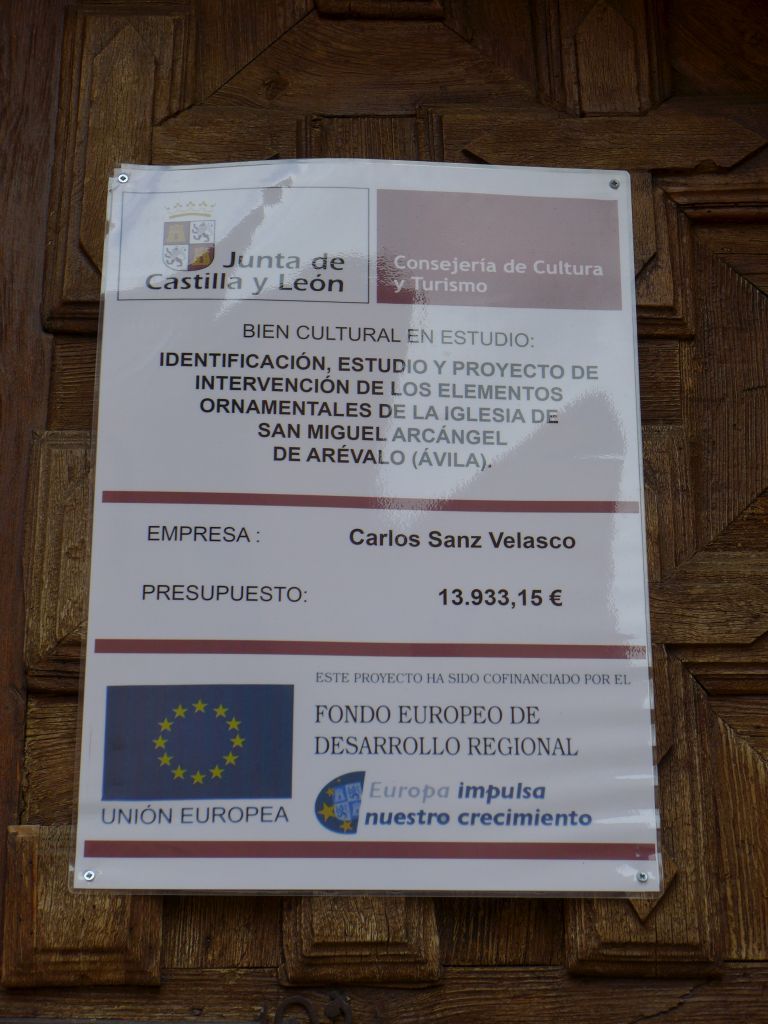 Junta de
Castilla y León
Consejería de Cultura
y Turismo
BIEN CULTURAL EN ESTUDIO:
IDENTIFICACIÓN, ESTUDIO Y PROYECTO DE
INTERVENCIÓN DE LOS ELEMENTOS
ORNAMENTALES DE LA IGLESIA DE
SAN MIGUEL ARCÁNGEL
DE ARÉVALO (ÁVILA).
EMPRESA : Carlos Sanz Velasco
PRESUPUESTO: 13.933,15 €
ESTE PROYECTO HA SIDO COFINANCIADO POR EL
FONDO EUROPEO DE
DESARROLLO REGIONAL
Europa impulsa
nuestro crecimiento
UNIÓN EUROPEA